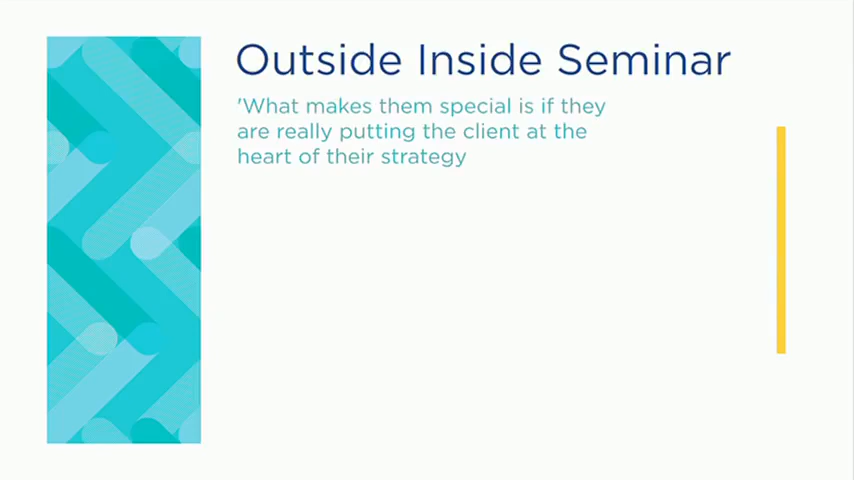 Outside Inside Seminar
'What makes them special is if they
are really putting the client at the
heart of their strategy